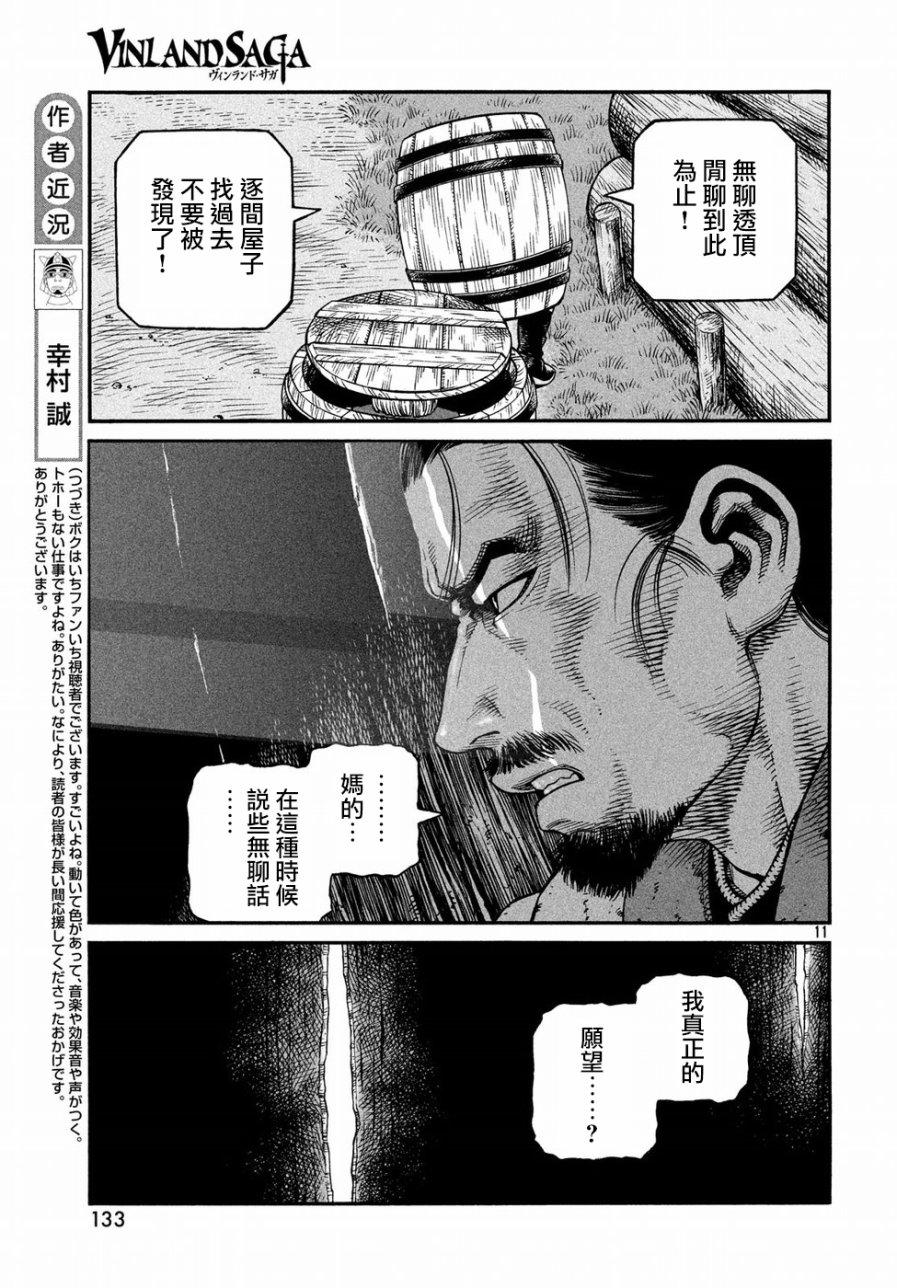 VINLAND SAGA
ヴィンランド・サガ
無聊透頂
閒聊到此
為止！
逐間屋子
找過去
不要被
發現了！
…………
媽的…
在這種時候
説些無聊話
……
11
我真正的
願望……？
作者近況
幸村誠
（つづき）ボクはいちファンいち視聴者でございます。すごいよね。動いて色があって、音楽や効果音や声がつく。
トホーもない仕事ですよね。ありがたい。なにより、読者の皆様が長い間応援してくださったおかげです。
ありがとうございます。
133